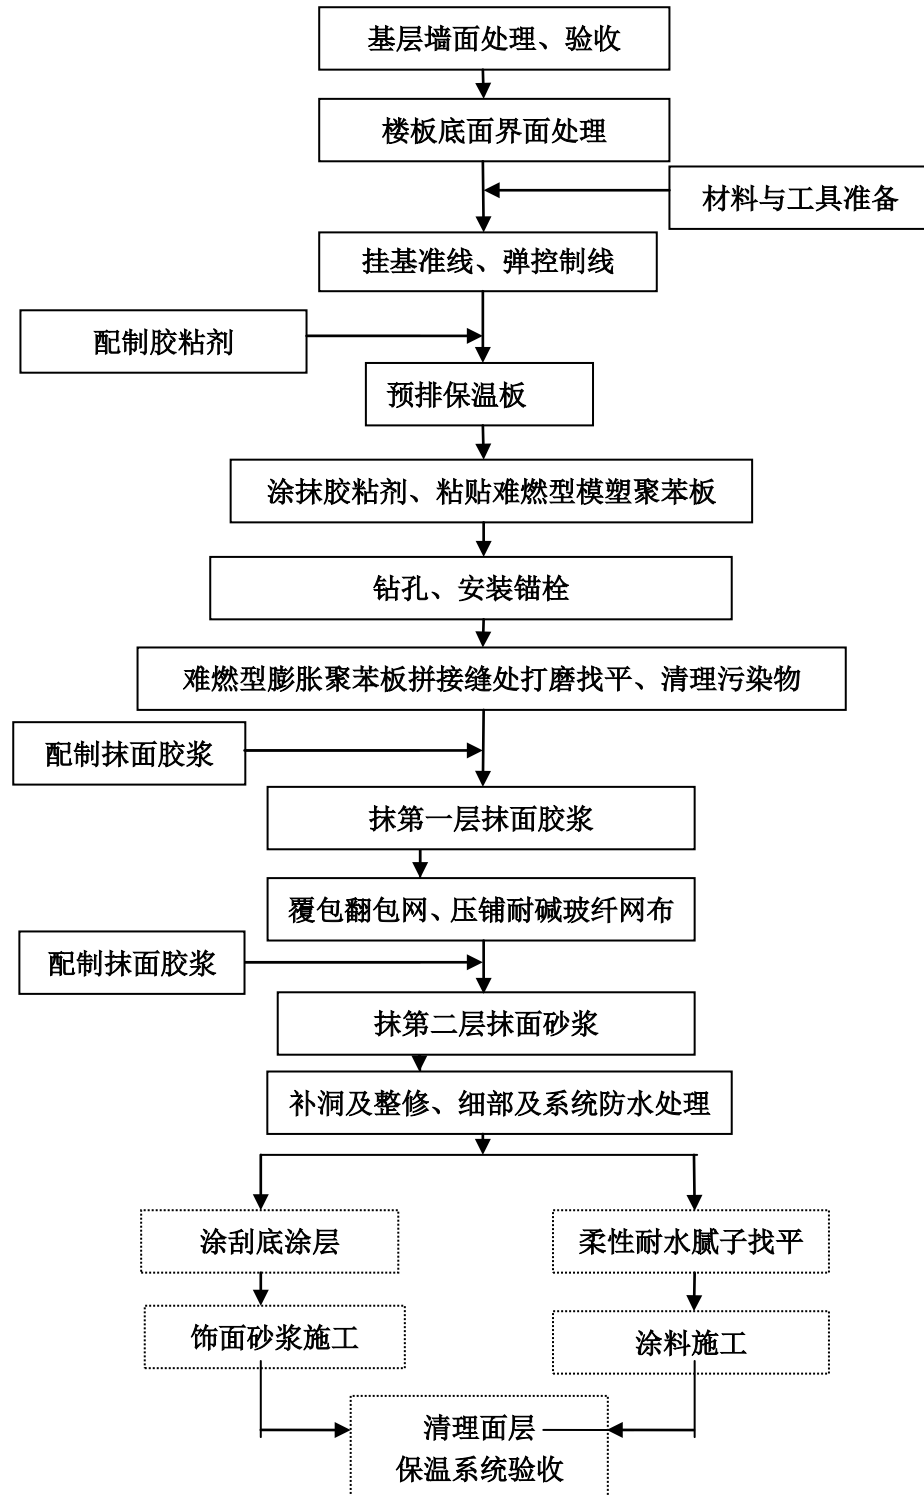 基层墙面处理、验收
楼板底面界面处理
材料与工具准备
挂基准线、弹控制线
配制胶粘剂
预排保温板
涂抹胶粘剂、粘贴难燃型模塑聚苯板
钻孔、安装锚栓
难燃型膨胀聚苯板拼接缝处打磨找平、清理污染物
配制抹面胶浆
抹第一层抹面胶浆
覆包翻包网、压铺耐碱玻纤网布
配制抹面胶浆
抹第二层抹面砂浆
补洞及整修、细部及系统防水处理
涂刮底涂层
柔性耐水腻子找平
饰面砂浆施工
涂料施工
清理面层
保温系统验收